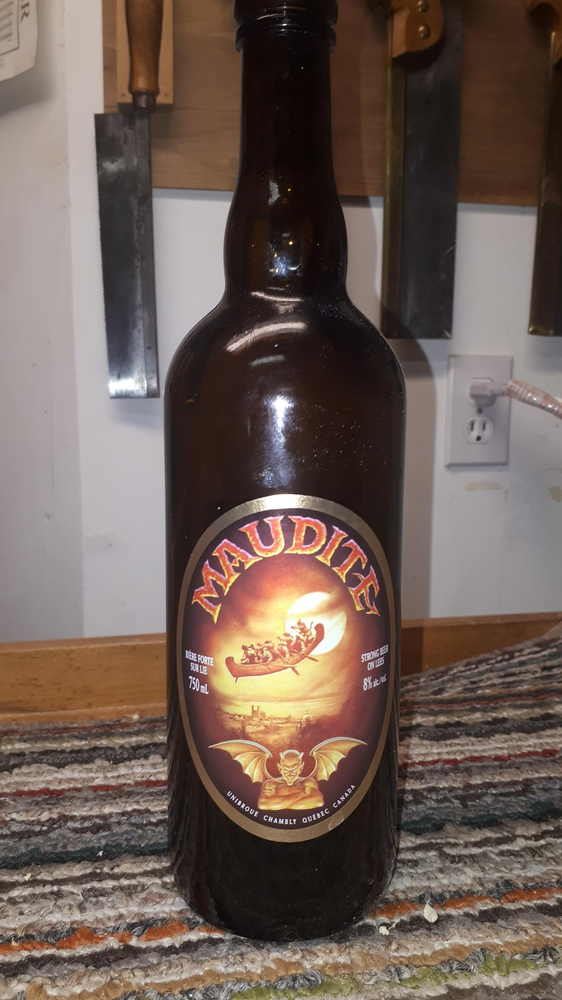 MAUDITE
BIÈRE FORTE
SUR LIE
750 mL
STRONG BEER
ON LEES
8% alc./vol.
UNIBROUE CHAMBLY QUÉBEC CANADA